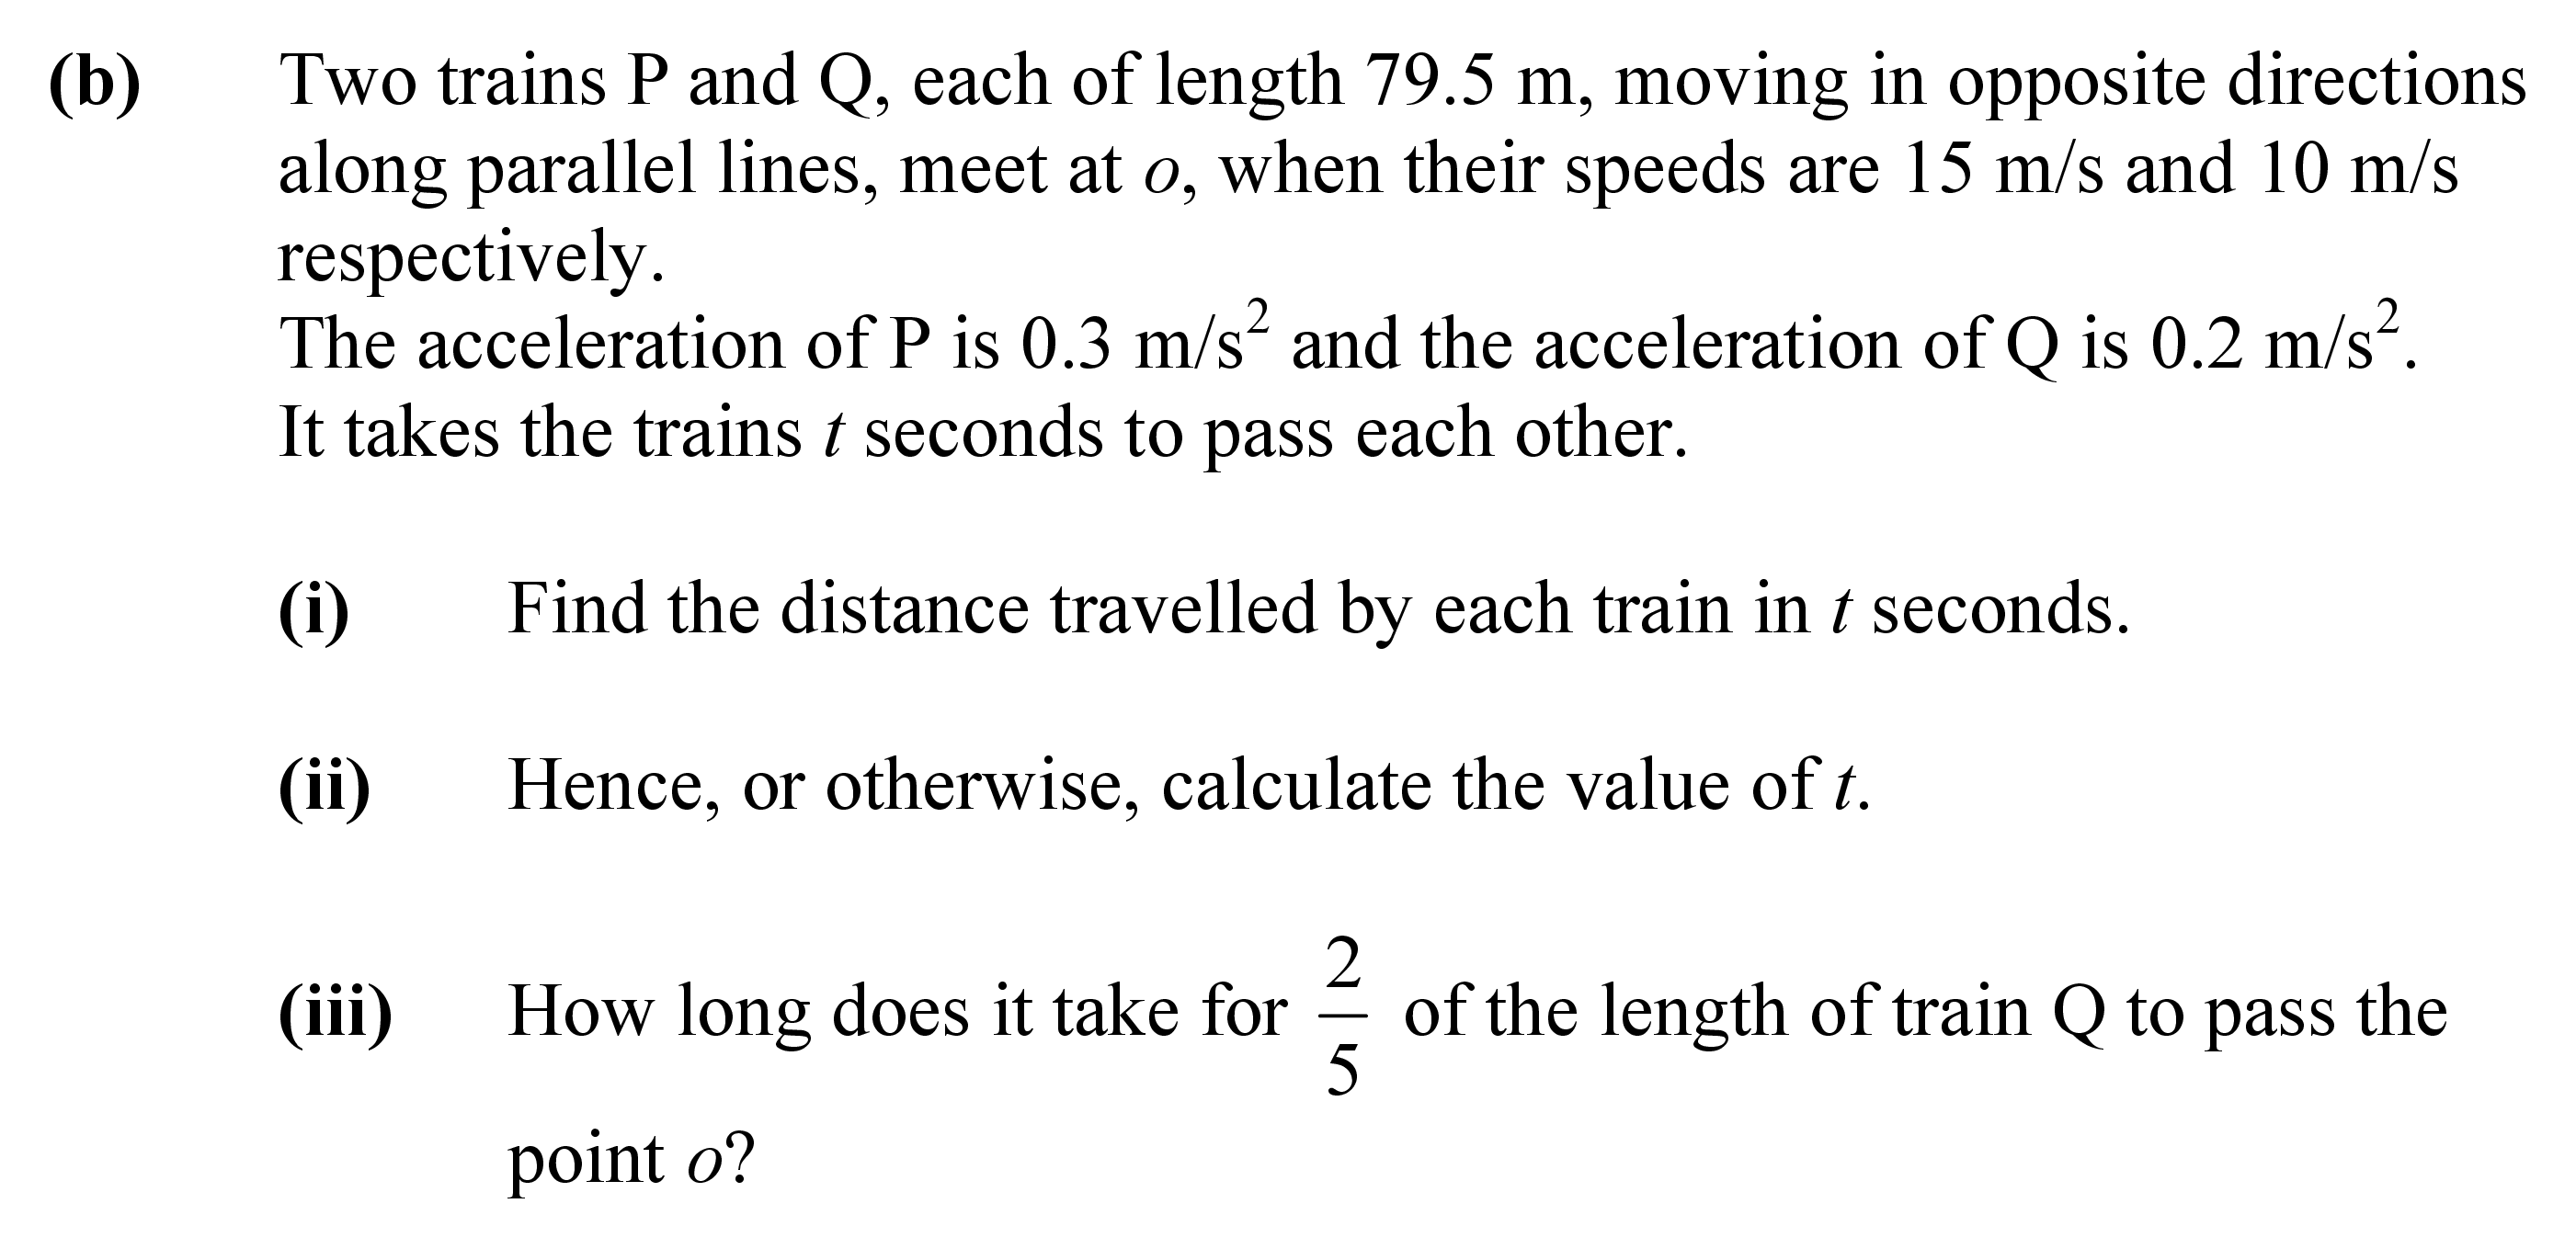 (b) Two trains P and Q, each of length 79.5 m, moving in opposite directions
along parallel lines, meet at o, when their speeds are 15 m/s and 10 m/s
respectively.
The acceleration of P is 0.3 m/s² and the acceleration of Q is 0.2 m/s².
It takes the trains t seconds to pass each other.
(i) Find the distance travelled by each train in t seconds.
(ii) Hence, or otherwise, calculate the value of t.
(iii) How long does it take for 2/5 of the length of train Q to pass the
point o?